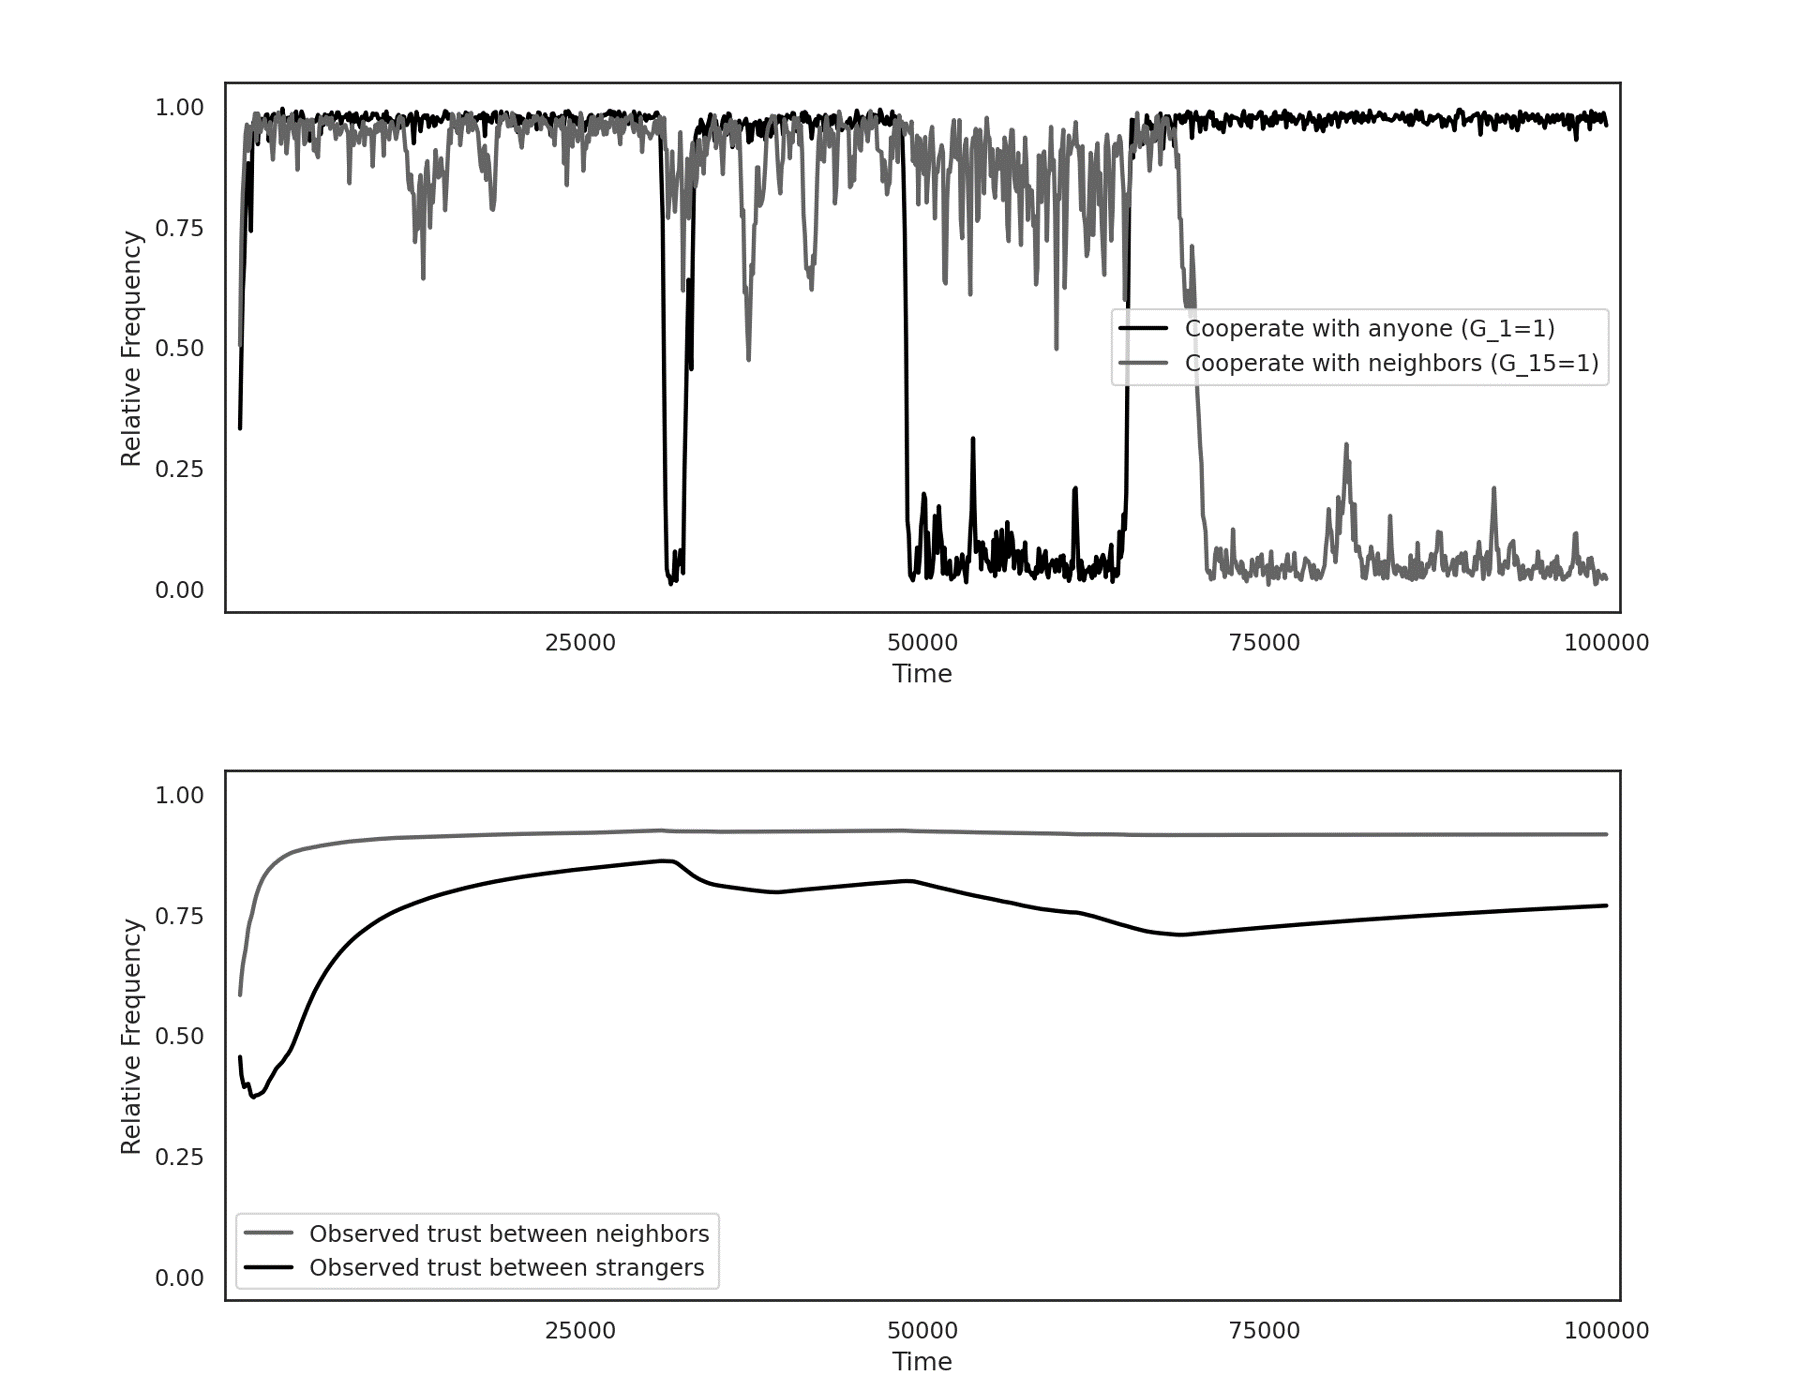 1.00
0.75
0.50
0.25
0.00
Relative Frequency
Cooperate with anyone (G_1=1)
Cooperate with neighbors (G_15=1)
25000 50000 75000 100000
Time
1.00
0.75
0.50
0.25
0.00
Relative Frequency
Observed trust between neighbors
Observed trust between strangers
25000 50000 75000 100000
Time